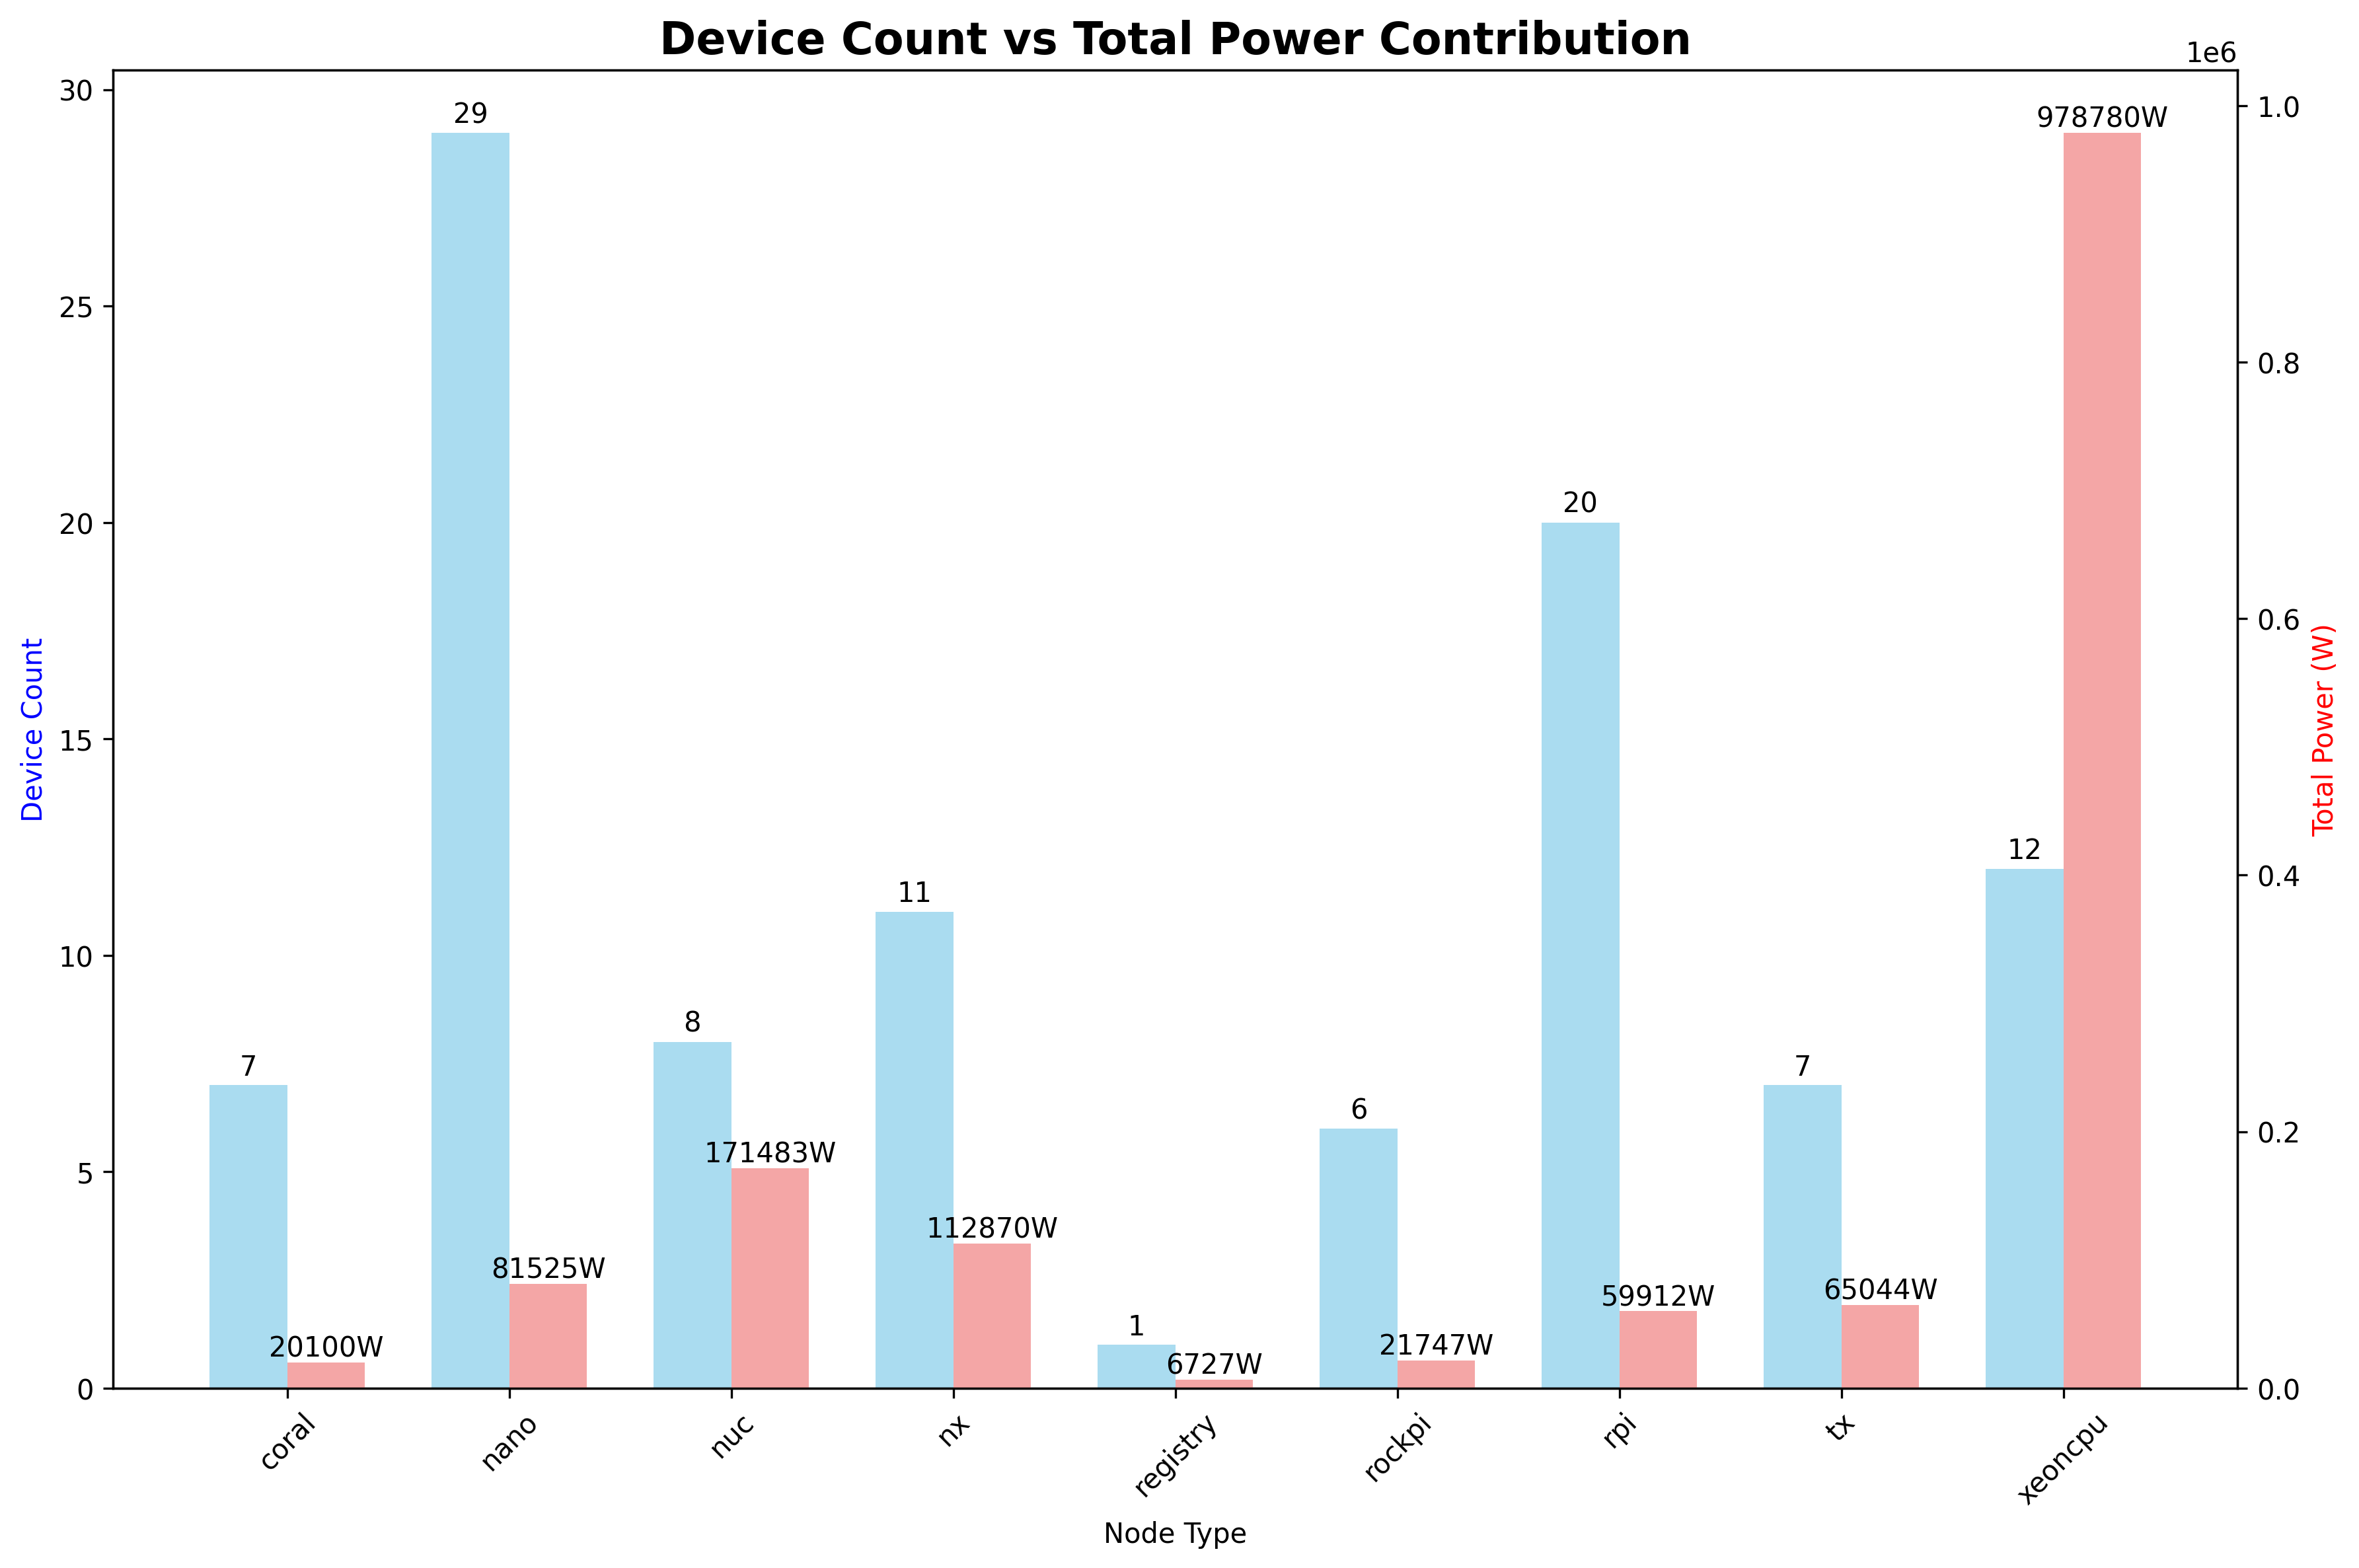 Device Count vs Total Power Contribution
1e6
30
25
20
15
10
5
0
Device Count
1.0
0.8
0.6
0.4
0.2
0.0
Total Power (W)
7
29
8
11
1
6
20
7
12
20100W
81525W
171483W
112870W
6727W
21747W
59912W
65044W
978780W
coral
nano
nuc
nx
registry
rockpi
rpi
tx
xeoncpu
Node Type